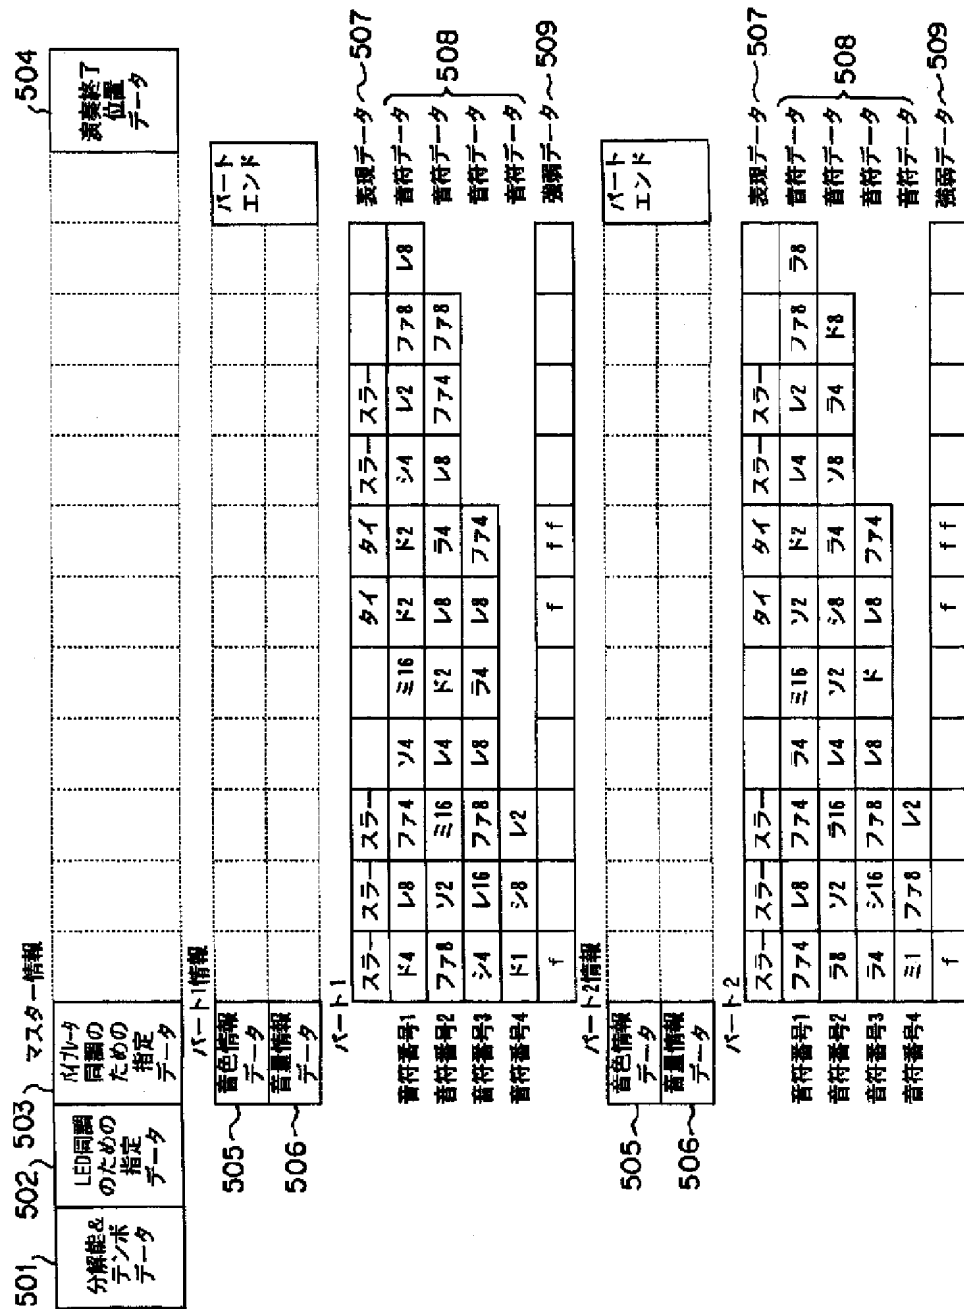 マスター情報
501 502 503 504
分解能&テンポデータ
LED同調のための指定データ
バイブレータ同調のための指定データ
演奏終了位置データ
パート1情報
505 音色情報データ
506 音量情報データ
パートエンド
パート1
スラー スラー スラー タイ タイ スラー スラー 表現データ 507
音符番号1 ド4 レ8 ファ4 ソ4 ミ16 ド2 ド2 シ4 レ2 ファ8 レ8 音符データ
音符番号2 ファ8 ソ2 ミ16 レ4 ド2 レ8 ラ4 レ8 ファ4 ファ8 音符データ 508
音符番号3 シ4 レ16 ファ8 レ8 ラ4 レ8 ファ4 音符データ
音符番号4 ド1 シ8 レ2 音符データ
f f ff 強弱データ 509
パート2情報
505 音色情報データ
506 音量情報データ
パートエンド
パート2
スラー スラー スラー タイ タイ スラー スラー 表現データ 507
音符番号1 ファ4 レ8 ファ4 ラ4 ミ16 ソ2 ド2 レ4 レ2 ファ8 ラ8 音符データ
音符番号2 ラ8 ソ2 ラ16 レ4 ソ2 シ8 ラ4 ソ8 ラ4 ド8 音符データ 508
音符番号3 ラ4 シ16 ファ8 レ8 ド レ8 ファ4 音符データ
音符番号4 ミ1 ファ8 レ2 音符データ
f f ff 強弱データ 509